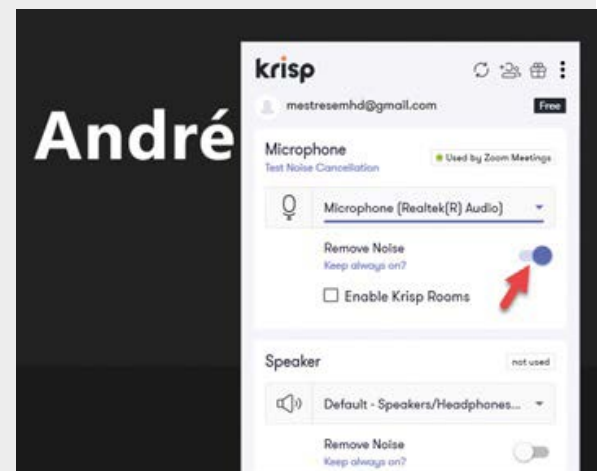 André
krisp
mestresemhd@gmail.com Free
Microphone
Test Noise Cancellation
Used by Zoom Meetings
Microphone (Realtek(R) Audio)
Remove Noise
Keep always on?
Enable Krisp Rooms
Speaker not used
Default - Speakers/Headphones...
Remove Noise
Keep always on?